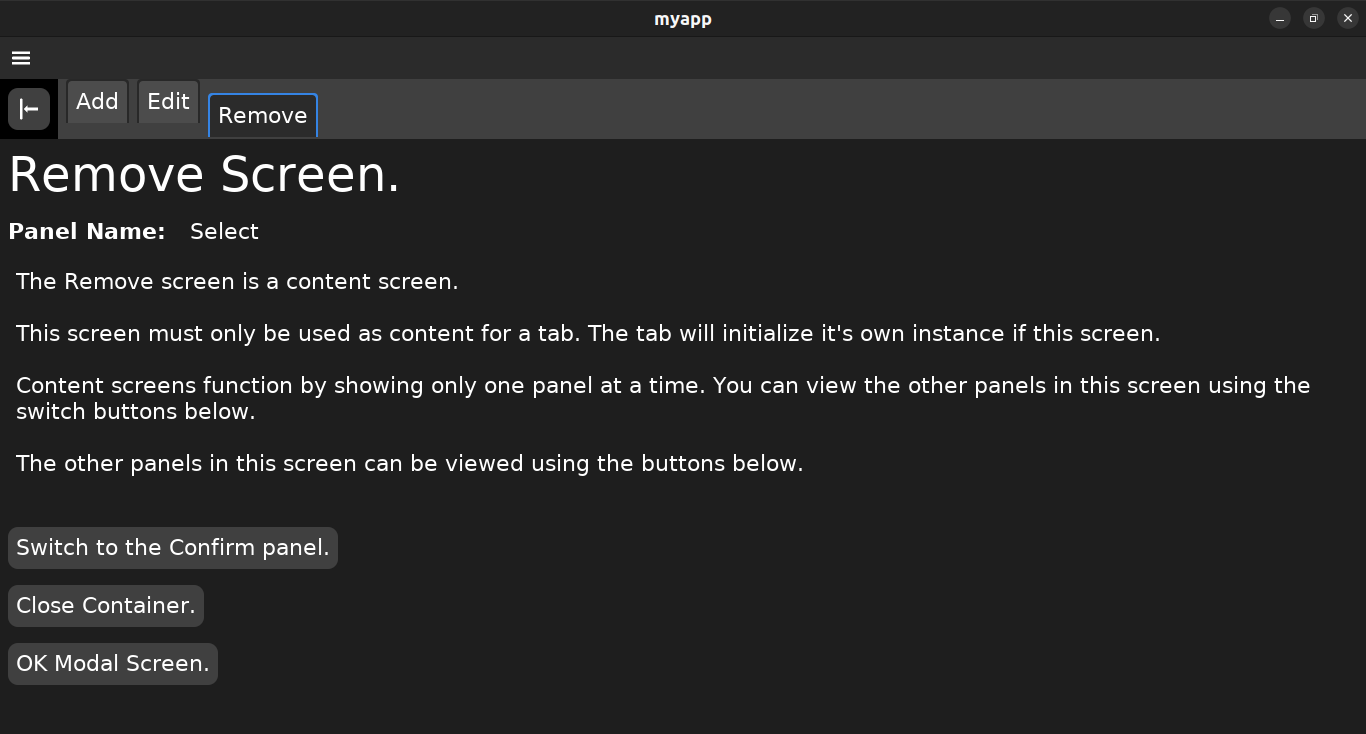 myapp
Add Edit Remove
Remove Screen.
Panel Name: Select
The Remove screen is a content screen.
This screen must only be used as content for a tab. The tab will initialize it's own instance if this screen.
Content screens function by showing only one panel at a time. You can view the other panels in this screen using the
switch buttons below.
The other panels in this screen can be viewed using the buttons below.
Switch to the Confirm panel.
Close Container.
OK Modal Screen.